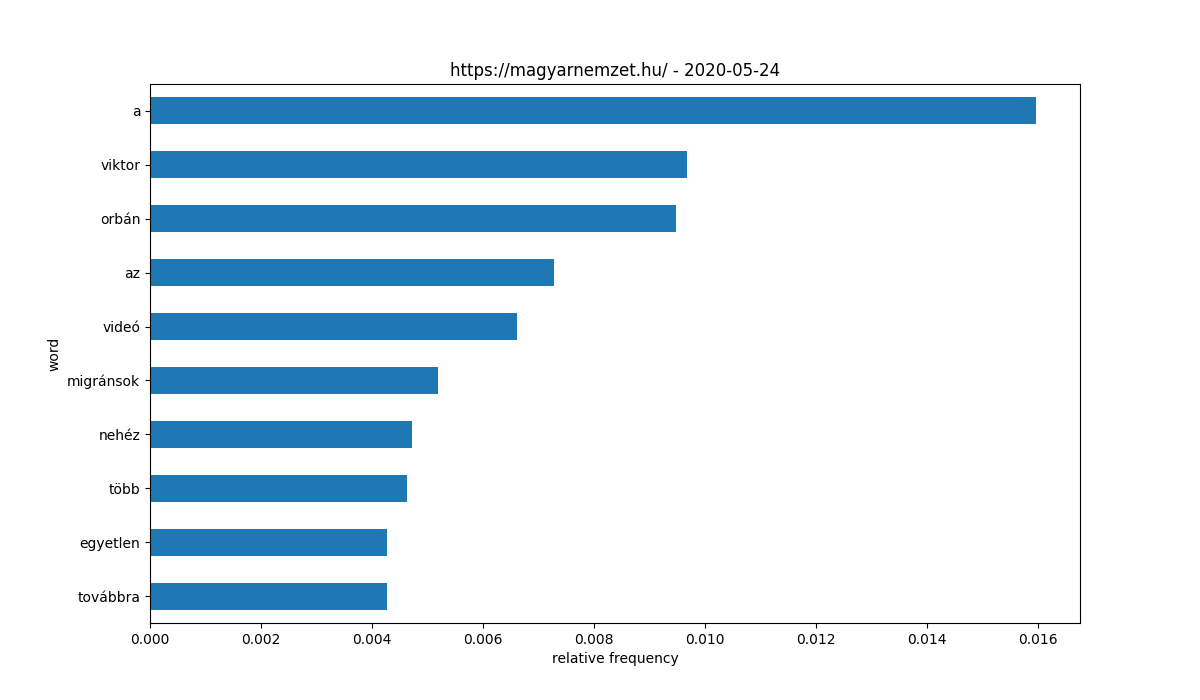 https://magyarnemzet.hu/ - 2020-05-24
a
viktor
orbán
az
videó
migránsok
nehéz
több
egyetlen
továbbra
word
0.000 0.002 0.004 0.006 0.008 0.010 0.012 0.014 0.016
relative frequency